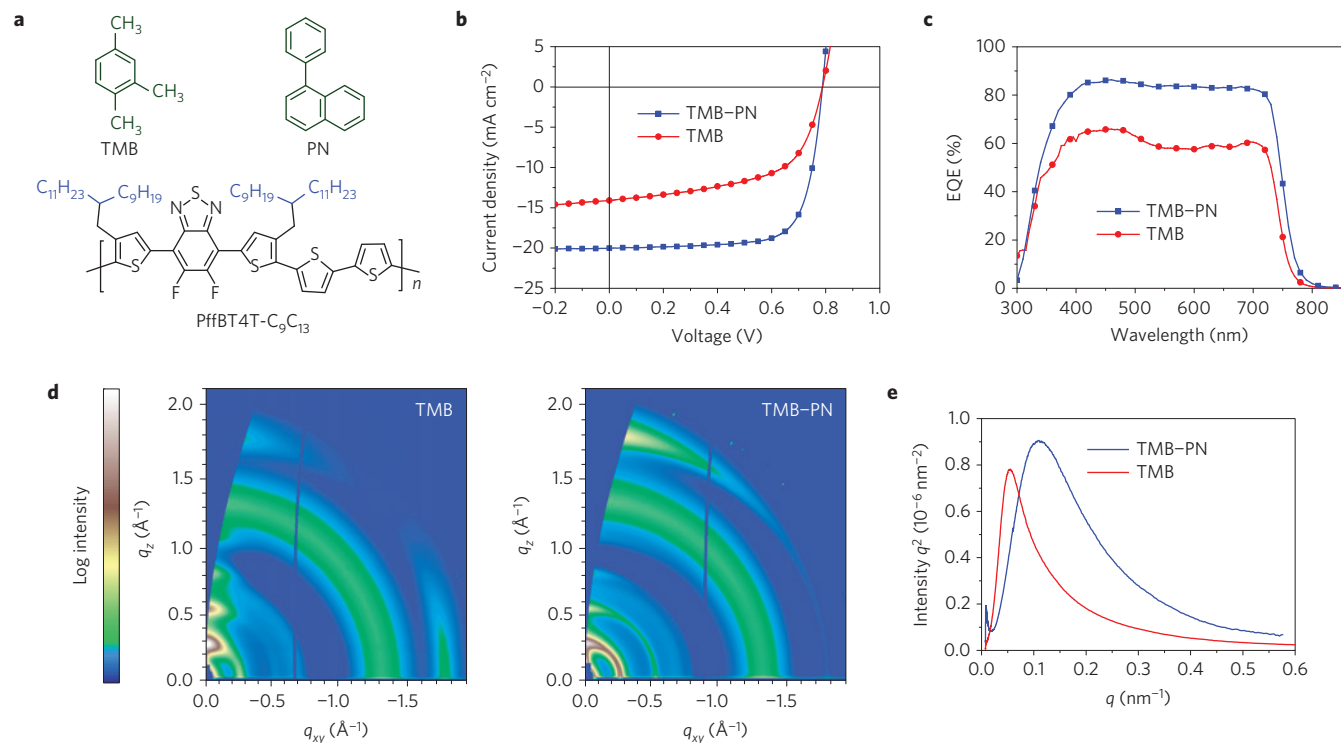 a
CH₃
CH₃
CH₃
TMB
PN
C₁₁H₂₃
C₉H₁₉
C₉H₁₉
C₁₁H₂₃
N
S
N
S
F
F
S
S
S
n
PffBT4T-C₉C₁₃
b
Current density (mA cm⁻²)
5
0
−5
−10
−15
−20
−25
TMB–PN
TMB
−0.2
0.0
0.2
0.4
0.6
0.8
1.0
Voltage (V)
c
EQE (%)
100
80
60
40
20
0
TMB–PN
TMB
300
400
500
600
700
800
Wavelength (nm)
d
Log intensity
q_z (Å⁻¹)
2.0
1.5
1.0
0.5
0.0
TMB
0.0
−0.5
−1.0
−1.5
q_xy (Å⁻¹)
q_z (Å⁻¹)
2.0
1.5
1.0
0.5
0.0
TMB–PN
0.0
−0.5
−1.0
−1.5
q_xy (Å⁻¹)
e
Intensity q² (10⁻⁶ nm⁻²)
1.0
0.8
0.6
0.4
0.2
0
TMB–PN
TMB
0.0
0.1
0.2
0.3
0.4
0.5
0.6
q (nm⁻¹)